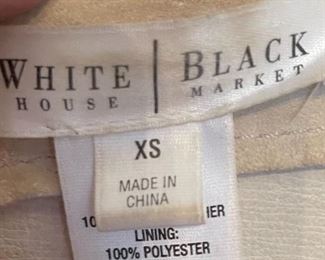 WHITE | BLACK
HOUSE | MARKET
XS
MADE IN
CHINA
LINING:
100% POLYESTER